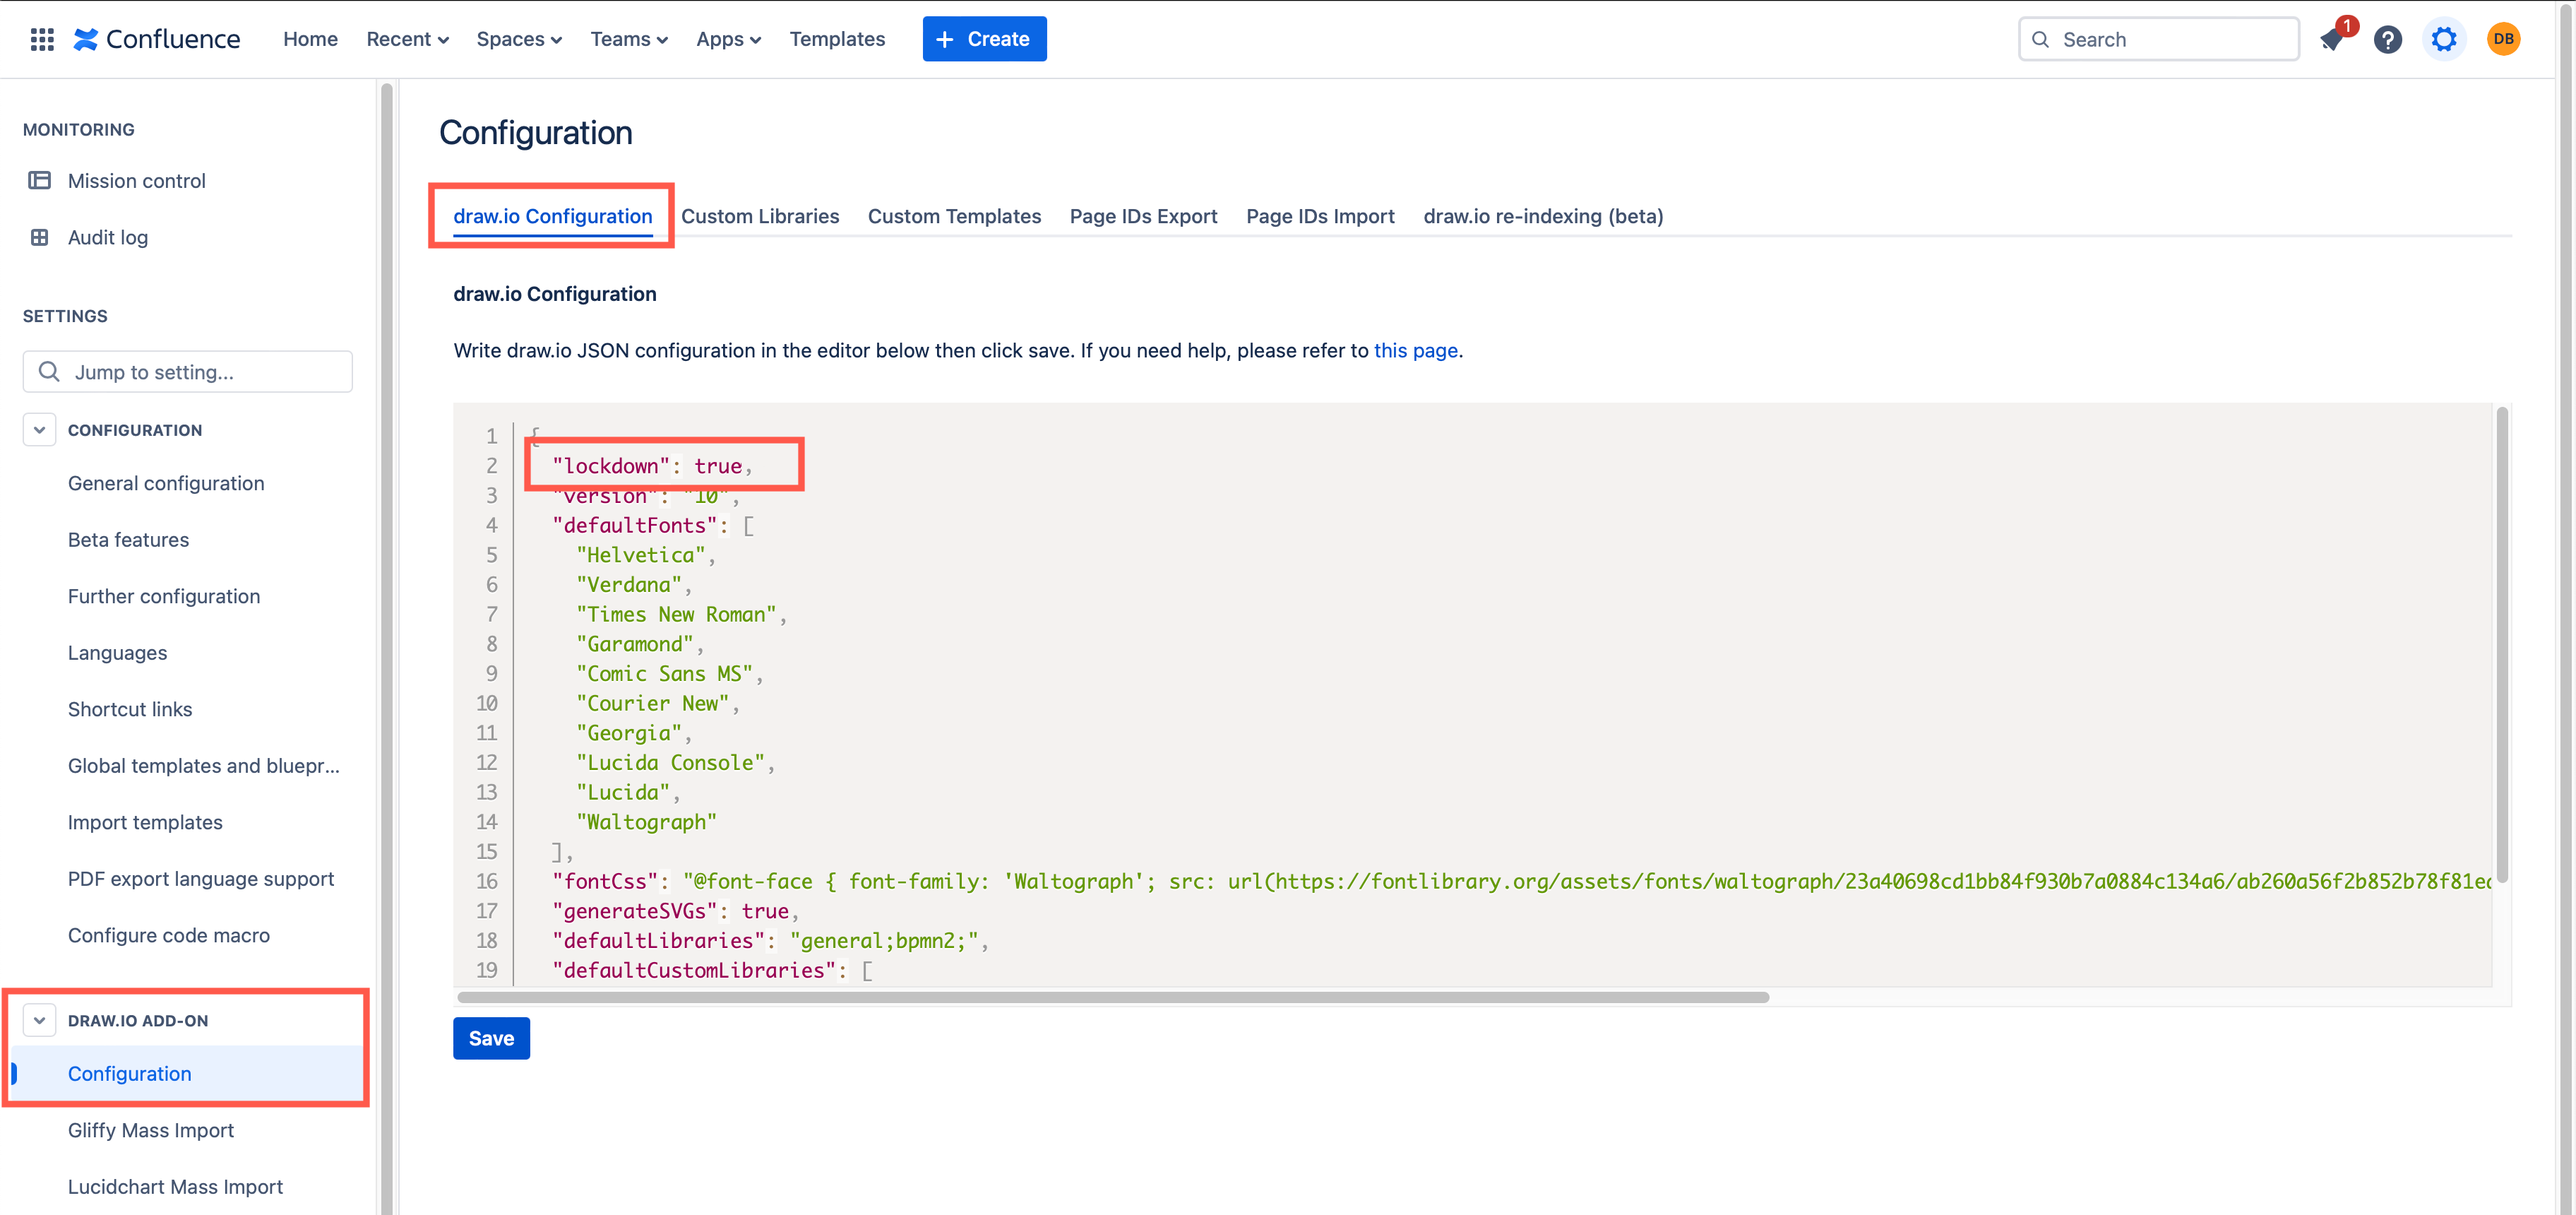 Confluence Home Recent Spaces Teams Apps Templates + Create Search 1 ? DB
MONITORING
Mission control
Audit log
SETTINGS
Jump to setting...
CONFIGURATION
General configuration
Beta features
Further configuration
Languages
Shortcut links
Global templates and bluepr...
Import templates
PDF export language support
Configure code macro
DRAW.IO ADD-ON
Configuration
Gliffy Mass Import
Lucidchart Mass Import
Configuration
draw.io Configuration Custom Libraries Custom Templates Page IDs Export Page IDs Import draw.io re-indexing (beta)
draw.io Configuration
Write draw.io JSON configuration in the editor below then click save. If you need help, please refer to this page.
1 {
2 "lockdown": true,
3 "version": "10",
4 "defaultFonts": [
5 "Helvetica",
6 "Verdana",
7 "Times New Roman",
8 "Garamond",
9 "Comic Sans MS",
10 "Courier New",
11 "Georgia",
12 "Lucida Console",
13 "Lucida",
14 "Waltograph"
15 ],
16 "fontCss": "@font-face { font-family: 'Waltograph'; src: url(https://fontlibrary.org/assets/fonts/waltograph/23a40698cd1bb84f930b7a0884c134a6/ab260a56f2b852b78f81ec
17 "generateSVGs": true,
18 "defaultLibraries": "general;bpmn2;",
19 "defaultCustomLibraries": [
Save